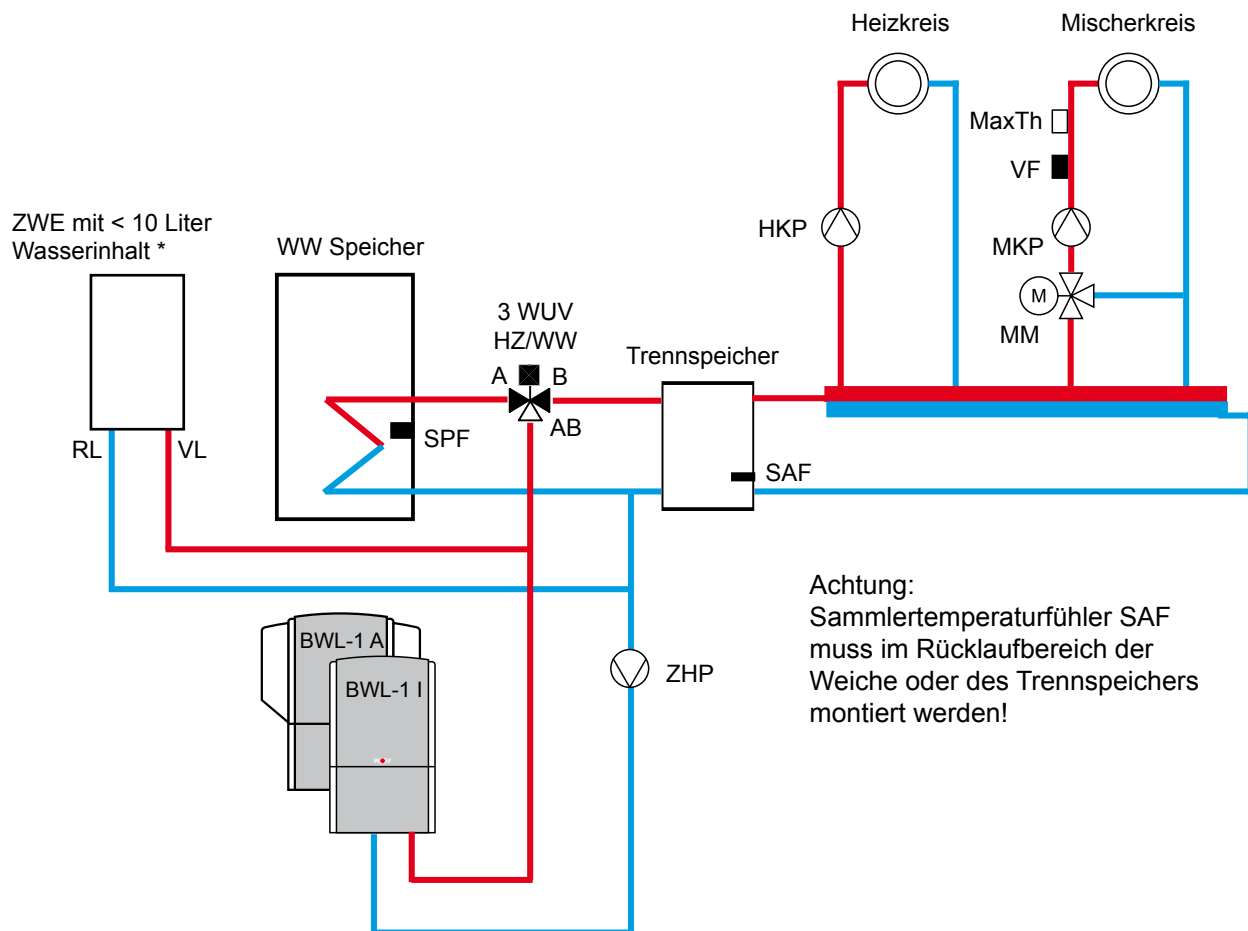 Heizkreis
Mischerkreis
MaxTh
VF
ZWE mit < 10 Liter
Wasserinhalt *
WW Speicher
HKP
MKP
M
MM
3 WUV
HZ/WW
A
B
AB
Trennspeicher
RL
VL
SPF
SAF
BWL-1 A
BWL-1 I
ZHP
Achtung:
Sammlertemperaturfühler SAF
muss im Rücklaufbereich der
Weiche oder des Trennspeichers
montiert werden!